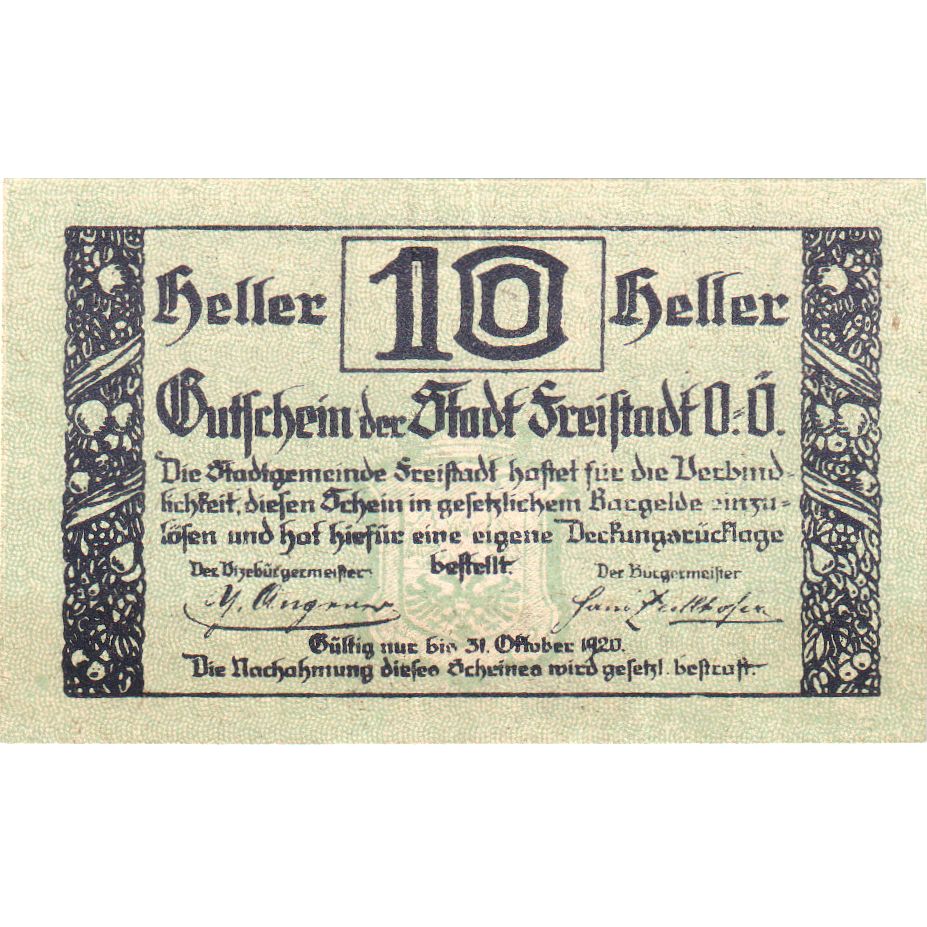 Heller 10 Heller
Gutschein der Stadt Freistadt O.-Ö.
Die Stadtgemeinde Freistadt haftet für die Verbind-
lichkeit, diesen Schein in gesetzlichem Bargelde einzu-
lösen und hat hiefür eine eigene Deckungsrücklage
bestellt.
Der Vizebürgermeister Der Bürgermeister
Gültig nur bis 31. Oktober 1920.
Die Nachahmung dieses Scheines wird gesetzl. bestraft.